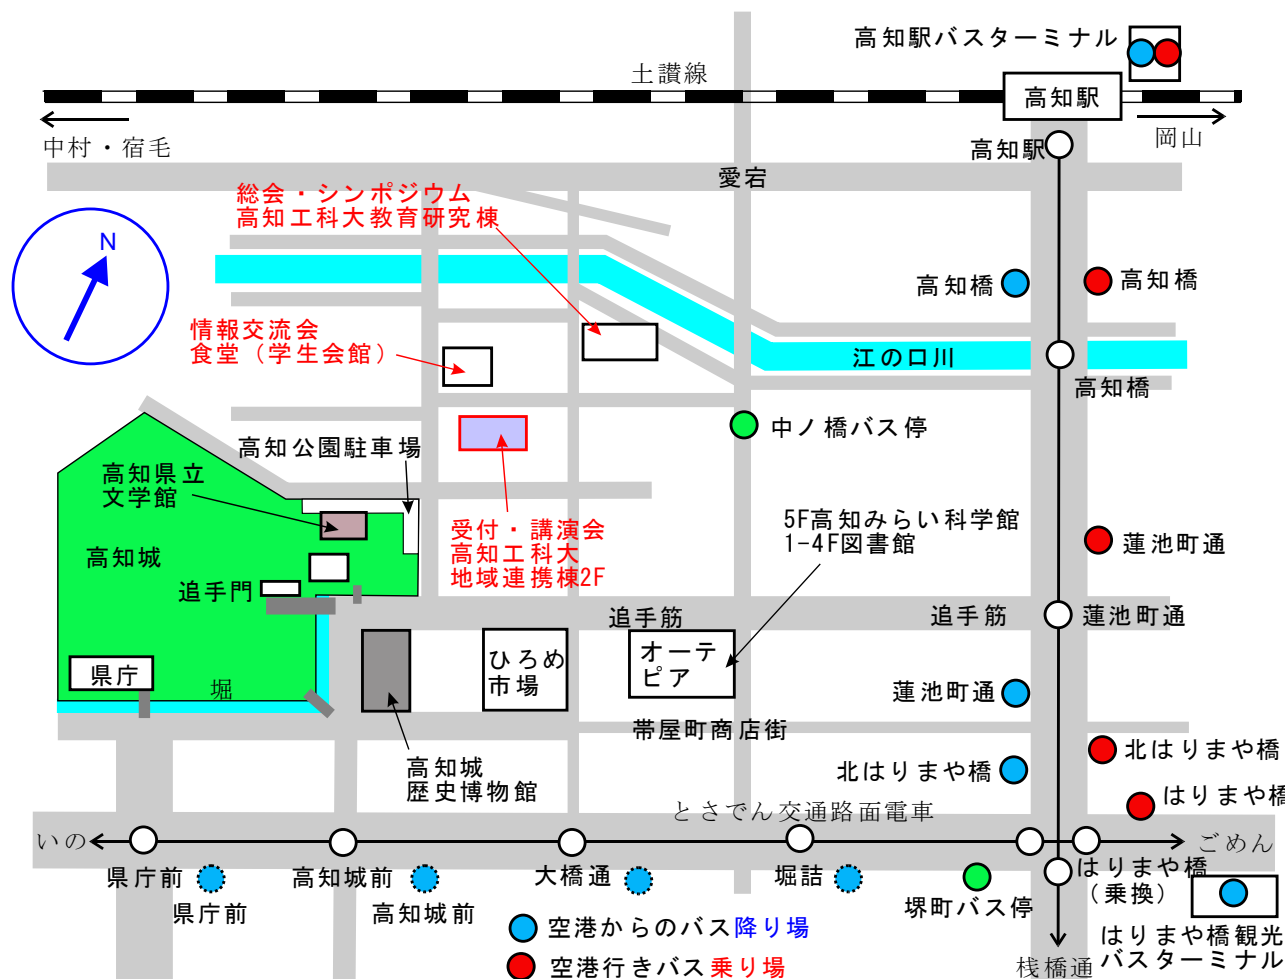 高知駅バスターミナル
土讃線
高知駅
中村・宿毛
岡山
高知駅
愛宕
総会・シンポジウム
高知工科大教育研究棟
N
高知橋
高知橋
情報交流会
食堂（学生会館）
江の口川
高知橋
中ノ橋バス停
高知公園駐車場
高知県立
文学館
5F高知みらい科学館
1-4F図書館
受付・講演会
高知工科大
地域連携棟2F
蓮池町通
高知城
追手門
追手筋
追手筋
蓮池町通
ひろめ
市場
オーテ
ピア
県庁
堀
蓮池町通
帯屋町商店街
北はりまや橋
高知城
歴史博物館
北はりまや橋
はりまや橋
とさでん交通路面電車
いの
ごめん
県庁前
高知城前
大橋通
堀詰
はりまや橋
（乗換）
県庁前
高知城前
堺町バス停
空港からのバス降り場
はりまや橋観光
バスターミナル
空港行きバス乗り場
桟橋通